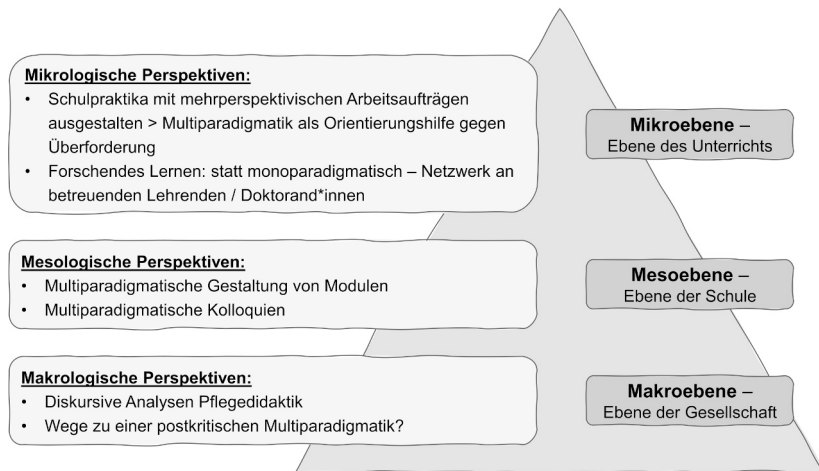 Mikrologische Perspektiven:
• Schulpraktika mit mehrperspektivischen Arbeitsaufträgen
ausgestalten > Multiparadigmatik als Orientierungshilfe gegen
Überforderung
• Forschendes Lernen: statt monoparadigmatisch – Netzwerk an
betreuenden Lehrenden / Doktorand*innen
Mikroebene –
Ebene des Unterrichts
Mesologische Perspektiven:
• Multiparadigmatische Gestaltung von Modulen
• Multiparadigmatische Kolloquien
Mesoebene –
Ebene der Schule
Makrologische Perspektiven:
• Diskursive Analysen Pflegedidaktik
• Wege zu einer postkritischen Multiparadigmatik?
Makroebene –
Ebene der Gesellschaft